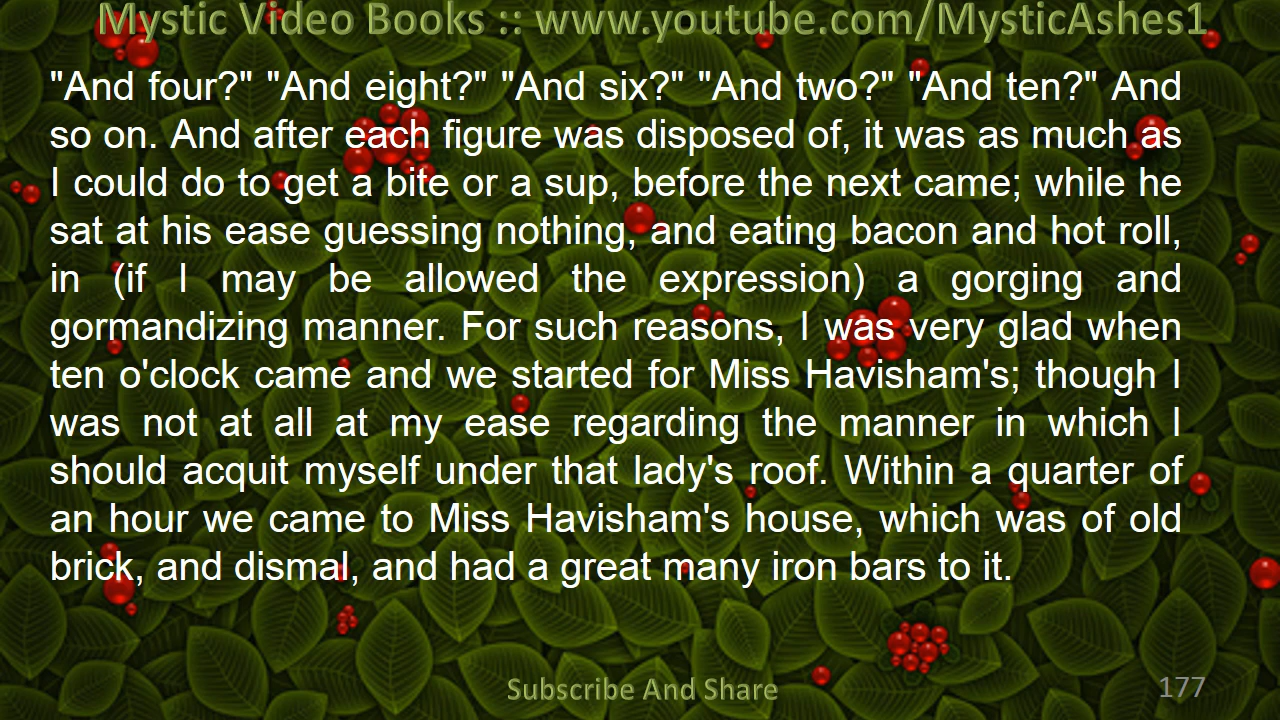 Mystic Video Books :: www.youtube.com/MysticAshes1
"And four?" "And eight?" "And six?" "And two?" "And ten?" And
so on. And after each figure was disposed of, it was as much as
I could do to get a bite or a sup, before the next came; while he
sat at his ease guessing nothing, and eating bacon and hot roll,
in (if I may be allowed the expression) a gorging and
gormandizing manner. For such reasons, I was very glad when
ten o'clock came and we started for Miss Havisham's; though I
was not at all at my ease regarding the manner in which I
should acquit myself under that lady's roof. Within a quarter of
an hour we came to Miss Havisham's house, which was of old
brick, and dismal, and had a great many iron bars to it.
Subscribe And Share
177